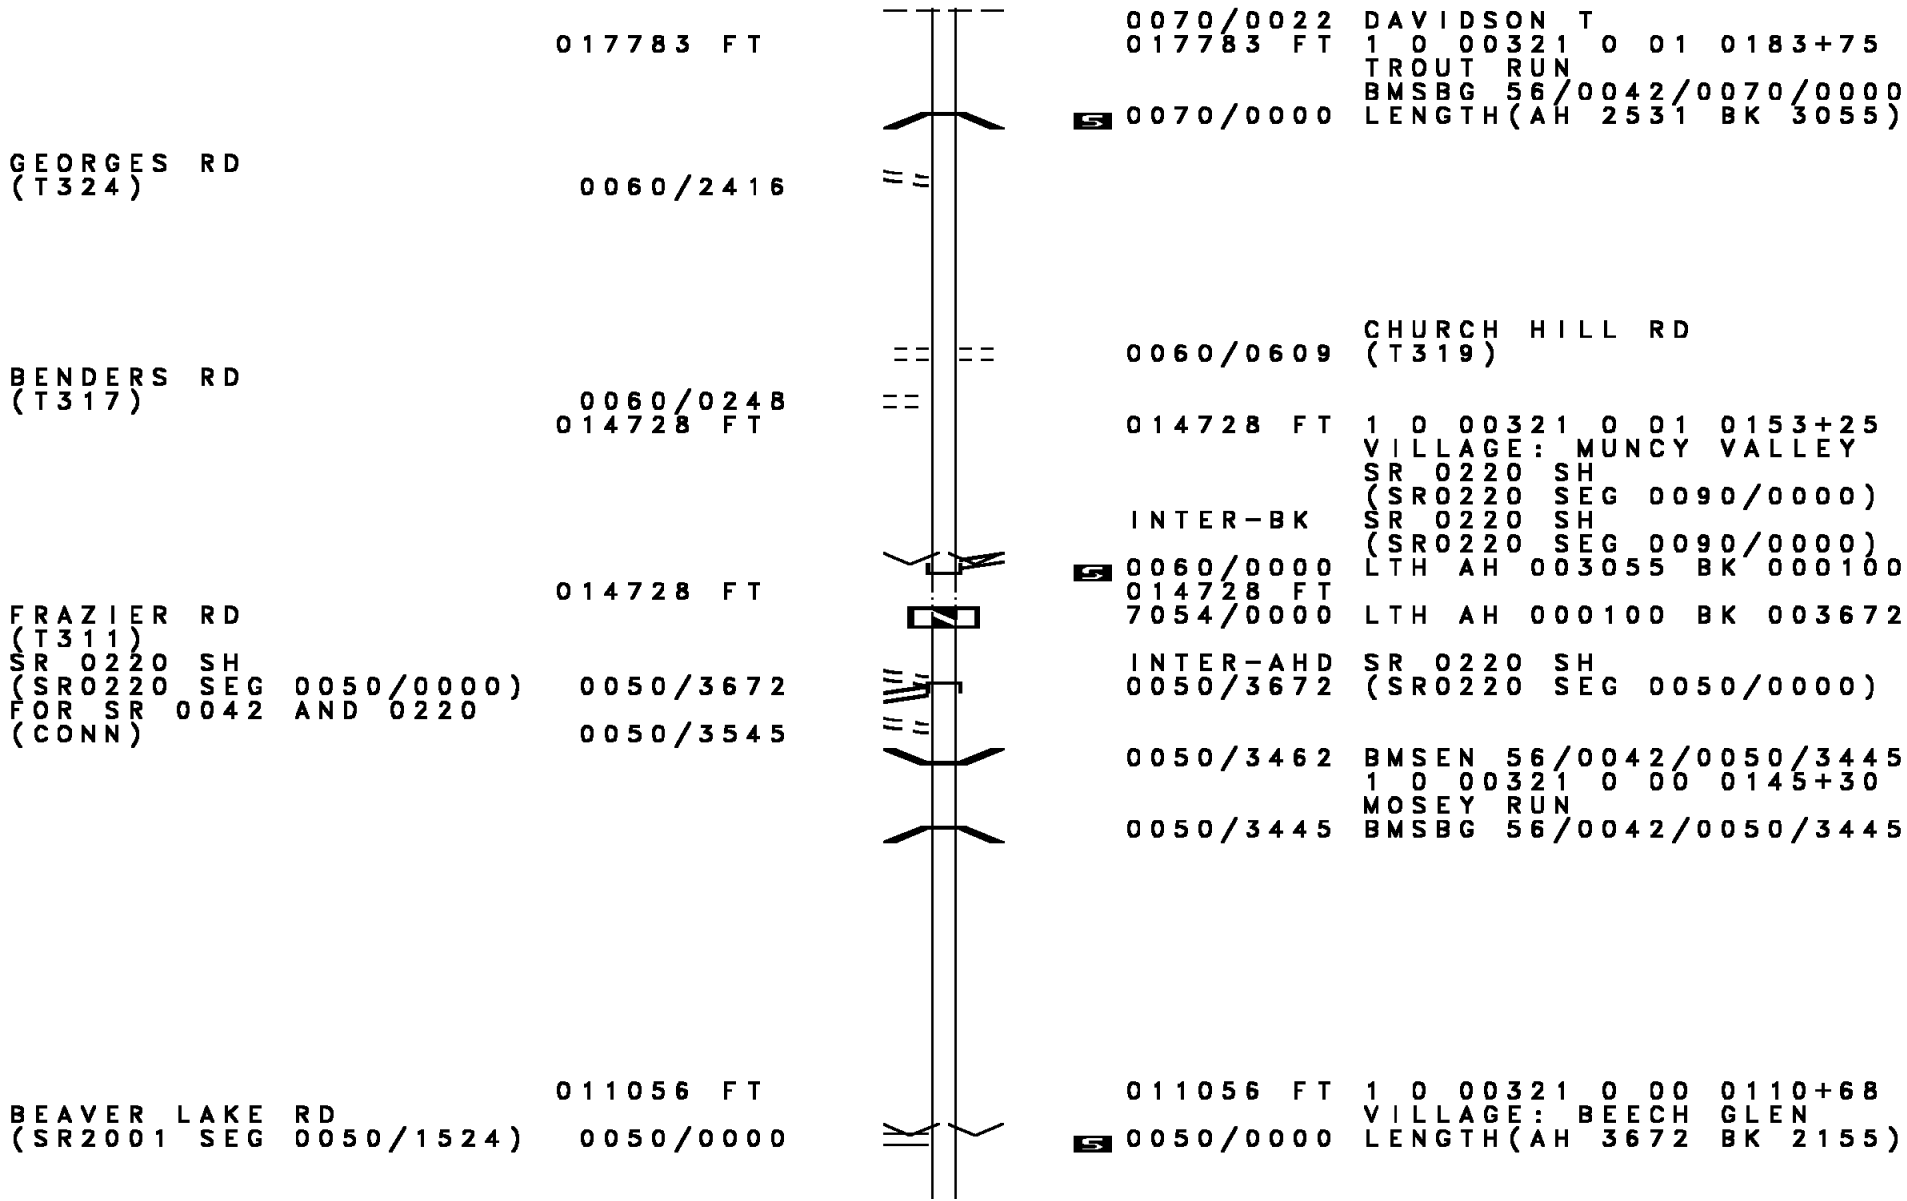 0070/0022 DAVIDSON T
017783 FT 017783 FT 1 0 00321 0 01 0183+75
TROUT RUN
BMSBG 56/0042/0070/0000
S 0070/0000 LENGTH(AH 2531 BK 3055)
GEORGES RD
(T324) 0060/2416
CHURCH HILL RD
0060/0609 (T319)
BENDERS RD
(T317) 0060/0248
014728 FT 014728 FT 1 0 00321 0 01 0153+25
VILLAGE: MUNCY VALLEY
SR 0220 SH
(SR0220 SEG 0090/0000)
INTER-BK SR 0220 SH
(SR0220 SEG 0090/0000)
S 0060/0000 LTH AH 003055 BK 000100
014728 FT 014728 FT
FRAZIER RD 7054/0000 LTH AH 000100 BK 003672
(T311)
SR 0220 SH INTER-AHD SR 0220 SH
(SR0220 SEG 0050/0000) 0050/3672 0050/3672 (SR0220 SEG 0050/0000)
FOR SR 0042 AND 0220
(CONN) 0050/3545
0050/3462 BMSEN 56/0042/0050/3445
1 0 00321 0 00 0145+30
MOSEY RUN
0050/3445 BMSBG 56/0042/0050/3445
011056 FT 011056 FT 1 0 00321 0 00 0110+68
BEAVER LAKE RD VILLAGE: BEECH GLEN
(SR2001 SEG 0050/1524) 0050/0000 S 0050/0000 LENGTH(AH 3672 BK 2155)